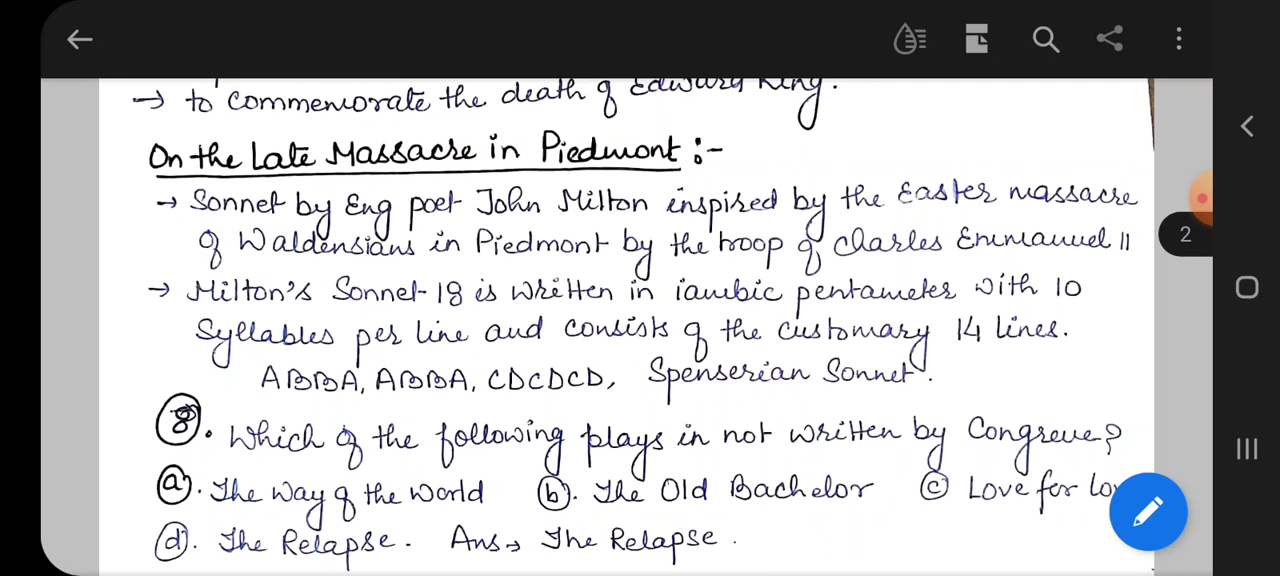 → to commemorate the death of Edward King.
On the Late Massacre in Piedmont :-
→ Sonnet by Eng poet John Milton inspired by the Easter massacre
of Waldensians in Piedmont by the troop of Charles Emmanuel II
→ Milton's Sonnet-18 is written in iambic pentameter with 10
Syllables per line and consists of the customary 14 lines.
ABBA, ABBA, CDCDCD, Spenserian Sonnet.
8. Which of the following plays in not written by Congreve?
(a). The Way of the World (b). The Old Bachelor (c) Love for Lo
(d). The Relapse. Ans → The Relapse.
2